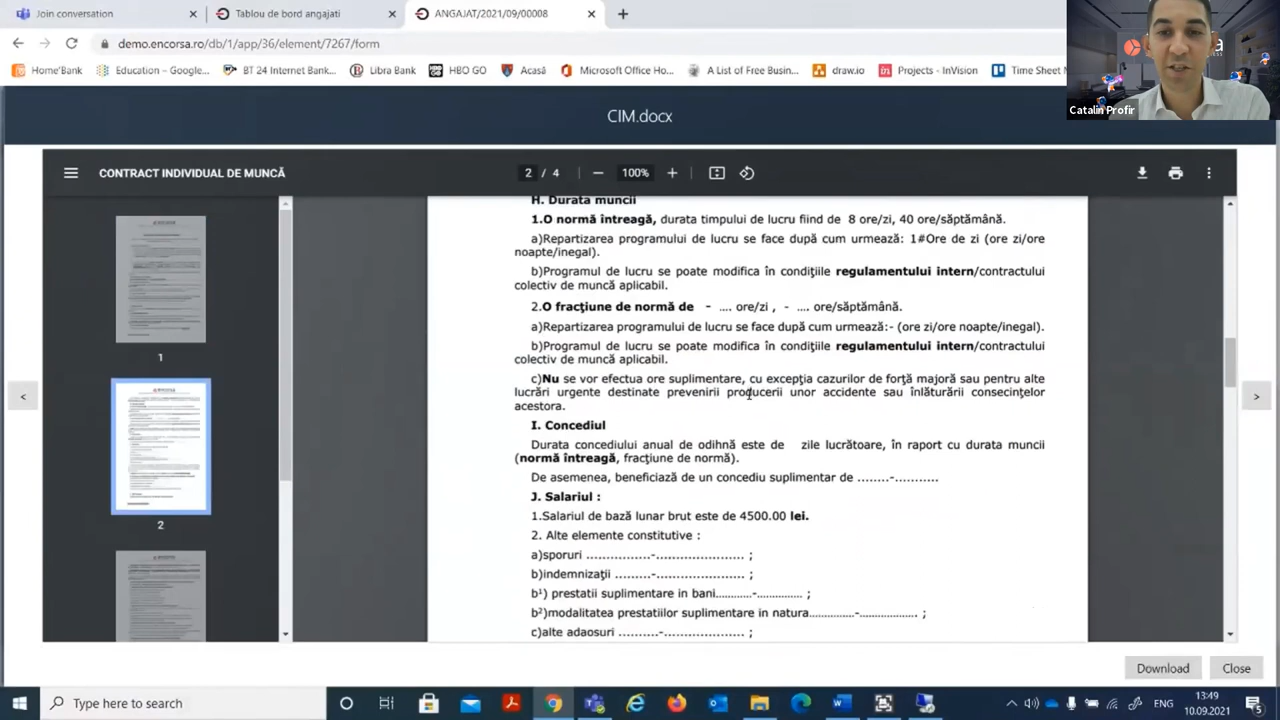 Join conversation
Tablou de bord angajati
ANGAJAT/2021/09/00008
demo.encorsa.ro/db/1/app/36/element/7267/form
Home'Bank
Education – Google...
BT 24 Internet Bank...
Libra Bank
HBO GO
Acasă
Microsoft Office Ho...
A List of Free Busin...
draw.io
Projects - InVision
Time Sheet M
Catalin Profir
CIM.docx
CONTRACT INDIVIDUAL DE MUNCĂ
2 / 4
100%
H. Durata muncii
1.O normă întreagă, durata timpului de lucru fiind de 8 ore/zi, 40 ore/săptămână.
a)Repartizarea programului de lucru se face după cum urmează: 1#Ore de zi (ore zi/ore
noapte/inegal).
b)Programul de lucru se poate modifica în condiţiile regulamentului intern/contractului
colectiv de muncă aplicabil.
2.O fracţiune de normă de - .... ore/zi , - .... ore/săptămână.
a)Repartizarea programului de lucru se face după cum urmează:- (ore zi/ore noapte/inegal).
b)Programul de lucru se poate modifica în condiţiile regulamentului intern/contractului
colectiv de muncă aplicabil.
c)Nu se vor efectua ore suplimentare, cu excepţia cazurilor de forţă majoră sau pentru alte
lucrări urgente destinate prevenirii producerii unor accidente sau înlăturării consecinţelor
acestora.
I. Concediul
Durata concediului anual de odihnă este de zile lucrătoare, în raport cu durata muncii
(normă întreagă, fracţiune de normă).
De asemenea, beneficiază de un concediu suplimentar de ........-...........
J. Salariul :
1.Salariul de bază lunar brut este de 4500.00 lei.
2. Alte elemente constitutive :
a)sporuri ................-...................... ;
b)indemnizaţii .........-...................... ;
b¹) prestatii suplimentare in bani...........-.............. ;
b²)modalitatea prestatiilor suplimentare in natura..............-................. ;
c)alte adaosuri ..........-.................... ;
1
2
<
>
Download
Close
Type here to search
ENG
13:49
10.09.2021
5